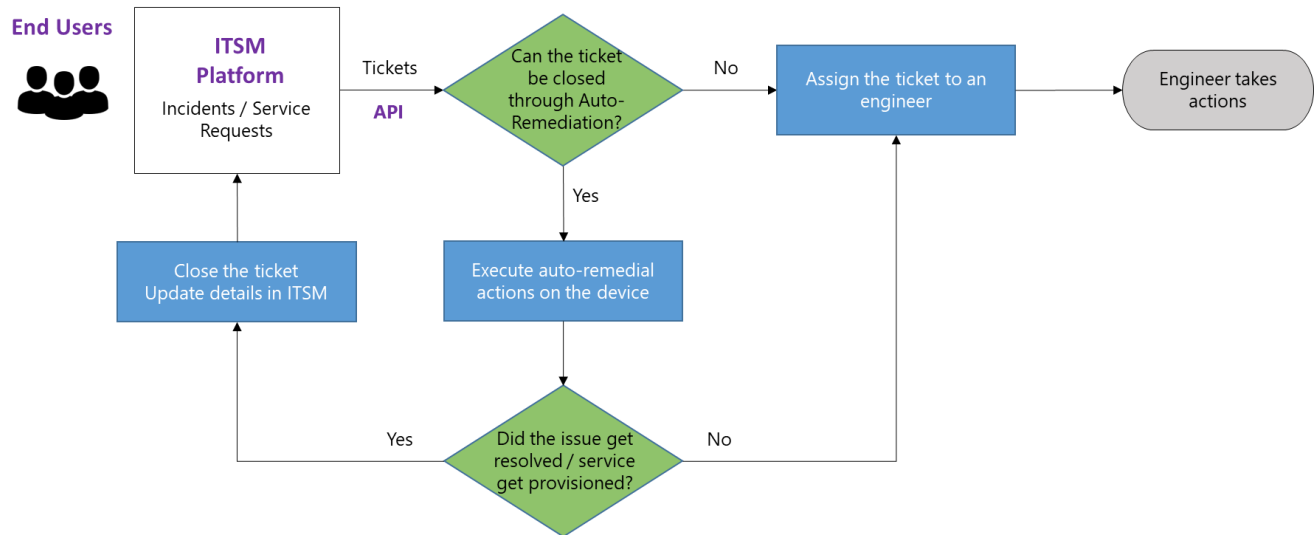 End Users
ITSM
Platform
Incidents / Service
Requests
Tickets
API
Can the ticket
be closed
through Auto-
Remediation?
No
Assign the ticket to an
engineer
Engineer takes
actions
Yes
Close the ticket
Update details in ITSM
Execute auto-remedial
actions on the device
Yes
Did the issue get
resolved / service
get provisioned?
No